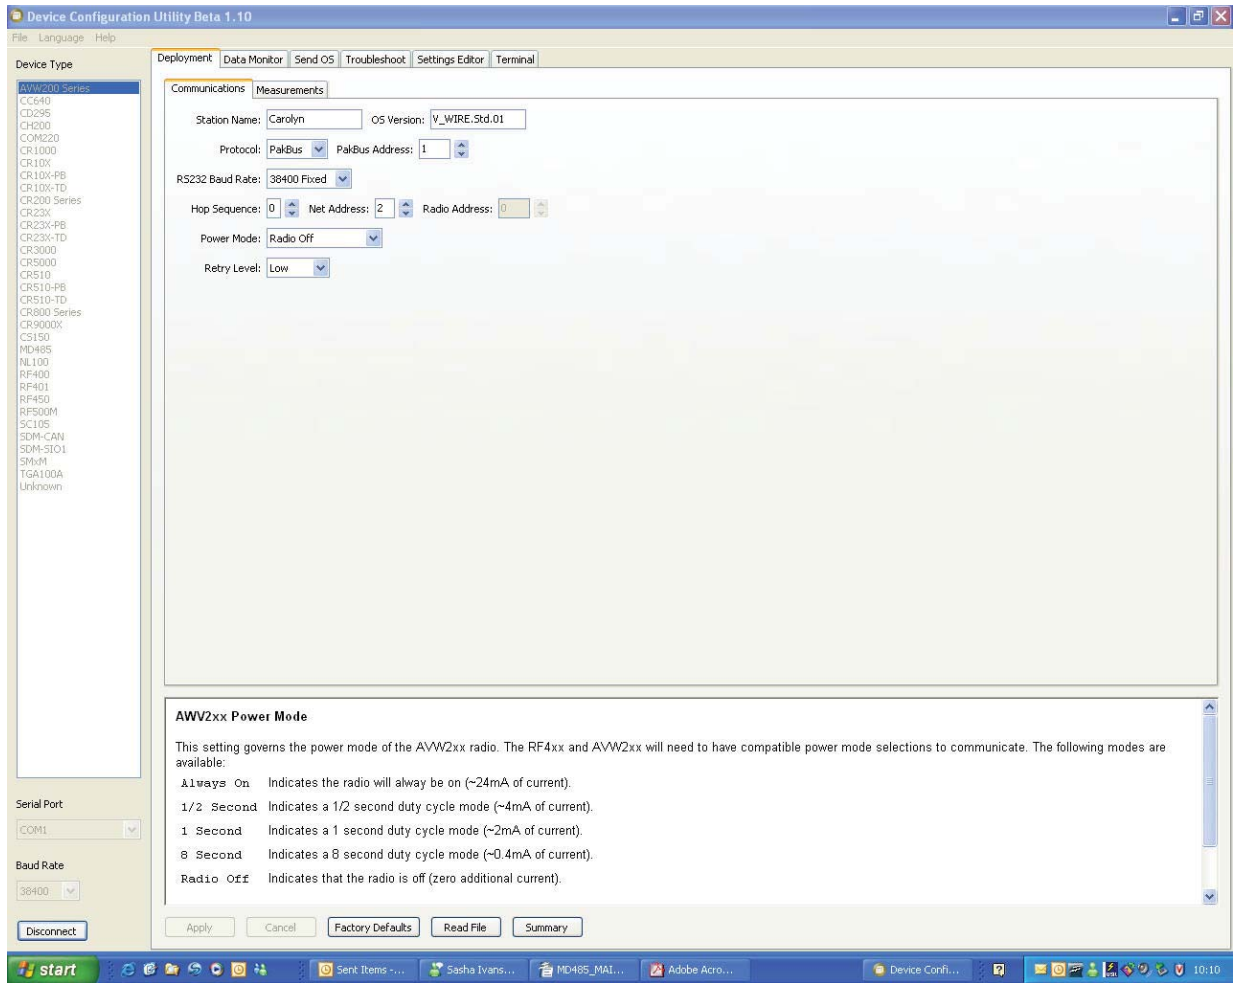 Device Configuration Utility Beta 1.10
File Language Help
Device Type
AVW200 Series
CC640
CD295
CH200
COM220
CR1000
CR10X
CR10X-PB
CR10X-TD
CR200 Series
CR23X
CR23X-PB
CR23X-TD
CR3000
CR5000
CR510
CR510-PB
CR510-TD
CR800 Series
CR9000X
CS150
MD485
NL100
RF400
RF401
RF450
RF500M
SC105
SDM-CAN
SDM-SIO1
SMxM
TGA100A
Unknown
Serial Port
COM1
Baud Rate
38400
Disconnect
Deployment Data Monitor Send OS Troubleshoot Settings Editor Terminal
Communications Measurements
Station Name: Carolyn OS Version: V_WIRE.Std.01
Protocol: PakBus PakBus Address: 1
RS232 Baud Rate: 38400 Fixed
Hop Sequence: 0 Net Address: 2 Radio Address: 0
Power Mode: Radio Off
Retry Level: Low
AWV2xx Power Mode
This setting governs the power mode of the AVW2xx radio. The RF4xx and AVW2xx will need to have compatible power mode selections to communicate. The following modes are
available:
Always On Indicates the radio will alway be on (~24mA of current).
1/2 Second Indicates a 1/2 second duty cycle mode (~4mA of current).
1 Second Indicates a 1 second duty cycle mode (~2mA of current).
8 Second Indicates a 8 second duty cycle mode (~0.4mA of current).
Radio Off Indicates that the radio is off (zero additional current).
Apply Cancel Factory Defaults Read File Summary
start Sent Items -... Sasha Ivans... MD485_MAI... Adobe Acro... Device Confi... 10:10